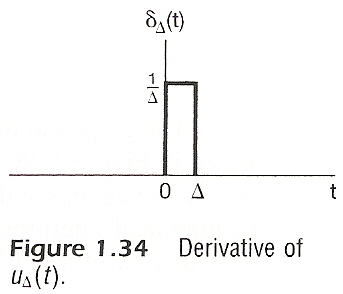 δΔ(t)
1
Δ
0 Δ t
Figure 1.34 Derivative of
uΔ(t).